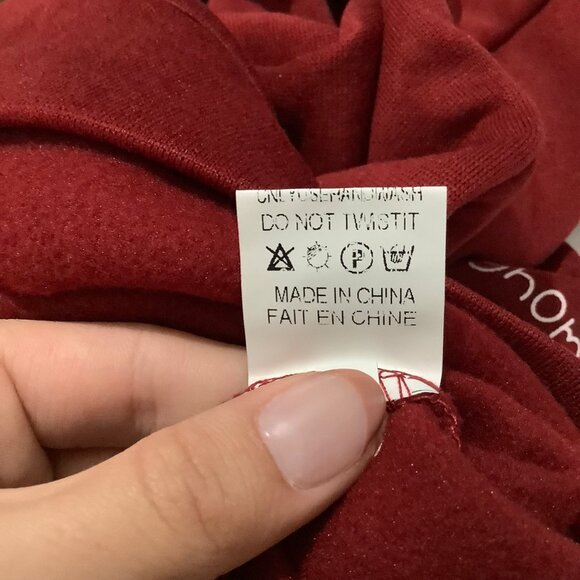 ONLYUSEHANDWASH
DO NOT TWISTIT
P
MADE IN CHINA
FAIT EN CHINE